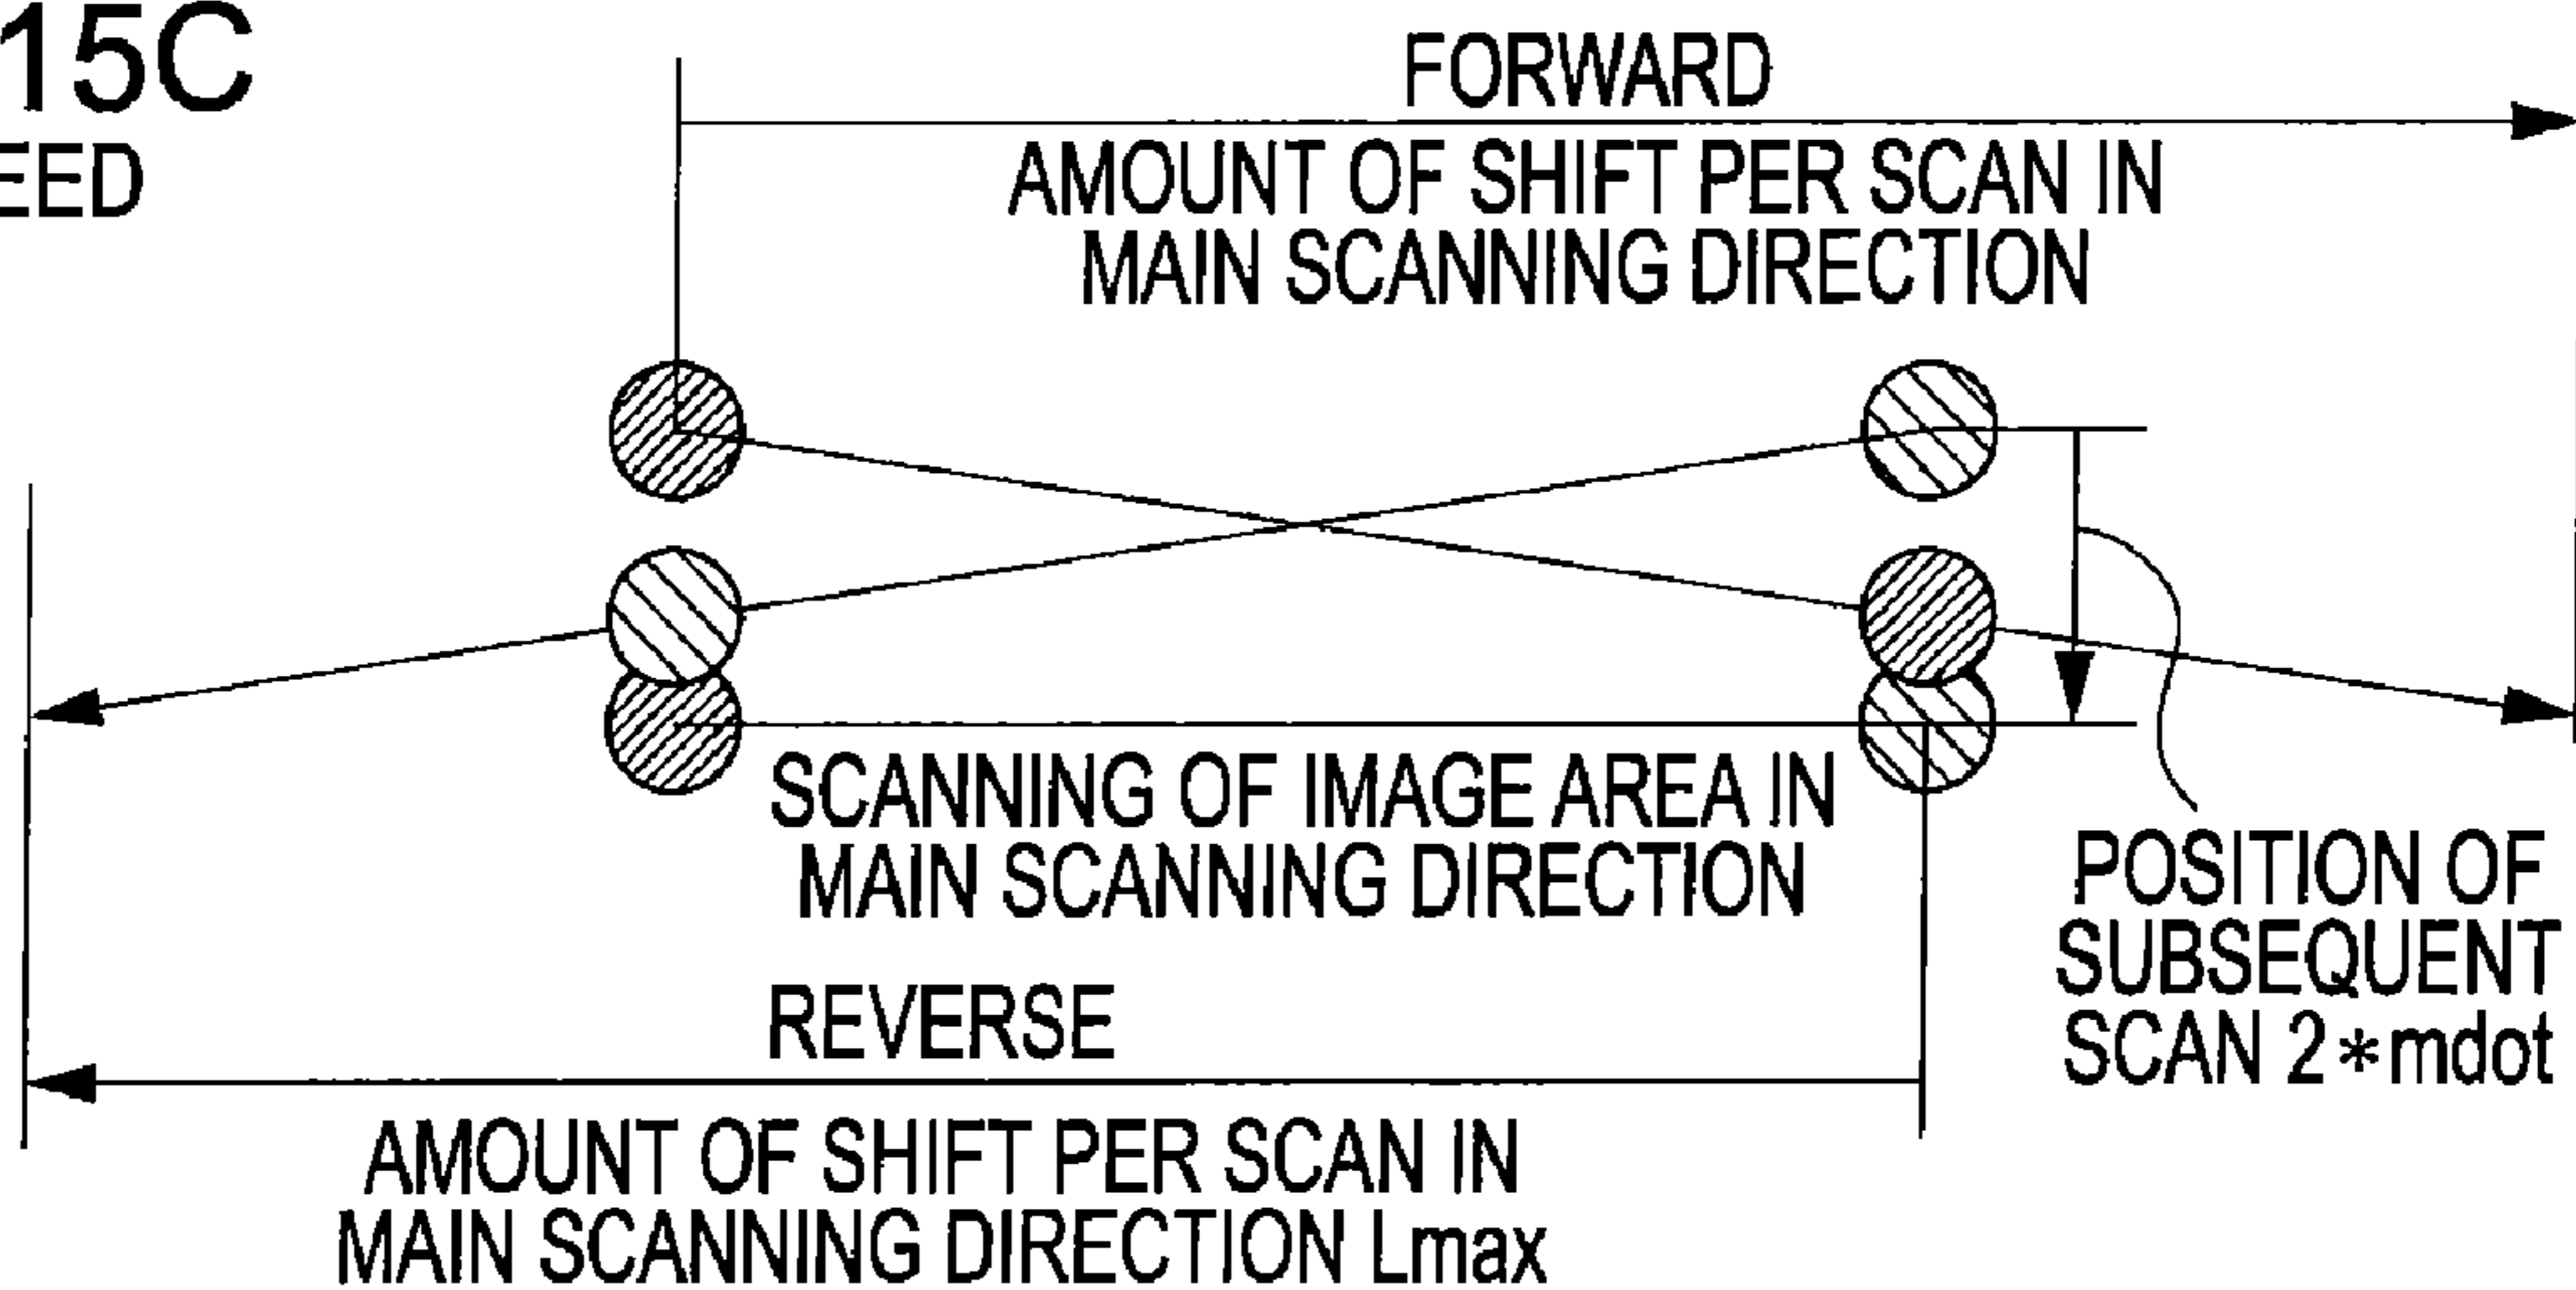 15C
EED
FORWARD
AMOUNT OF SHIFT PER SCAN IN
MAIN SCANNING DIRECTION
SCANNING OF IMAGE AREA IN
MAIN SCANNING DIRECTION
POSITION OF
SUBSEQUENT
SCAN 2*mdot
REVERSE
AMOUNT OF SHIFT PER SCAN IN
MAIN SCANNING DIRECTION Lmax